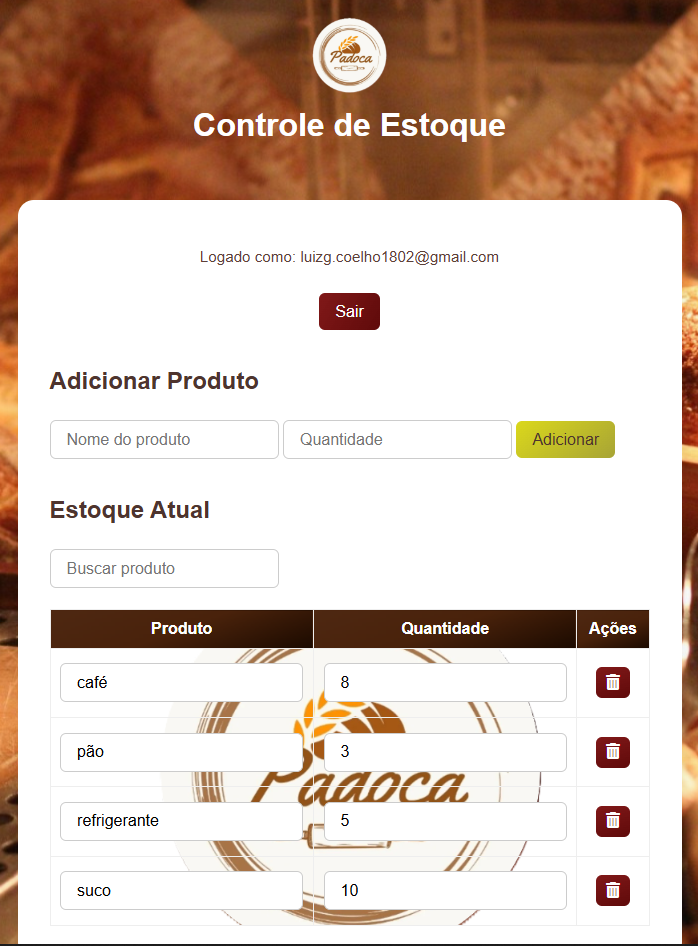 Padoca
Controle de Estoque
Logado como: luizg.coelho1802@gmail.com
Sair
Adicionar Produto
Nome do produto Quantidade Adicionar
Estoque Atual
Buscar produto
Produto Quantidade Ações
café 8
pão 3
Padoca
refrigerante 5
suco 10